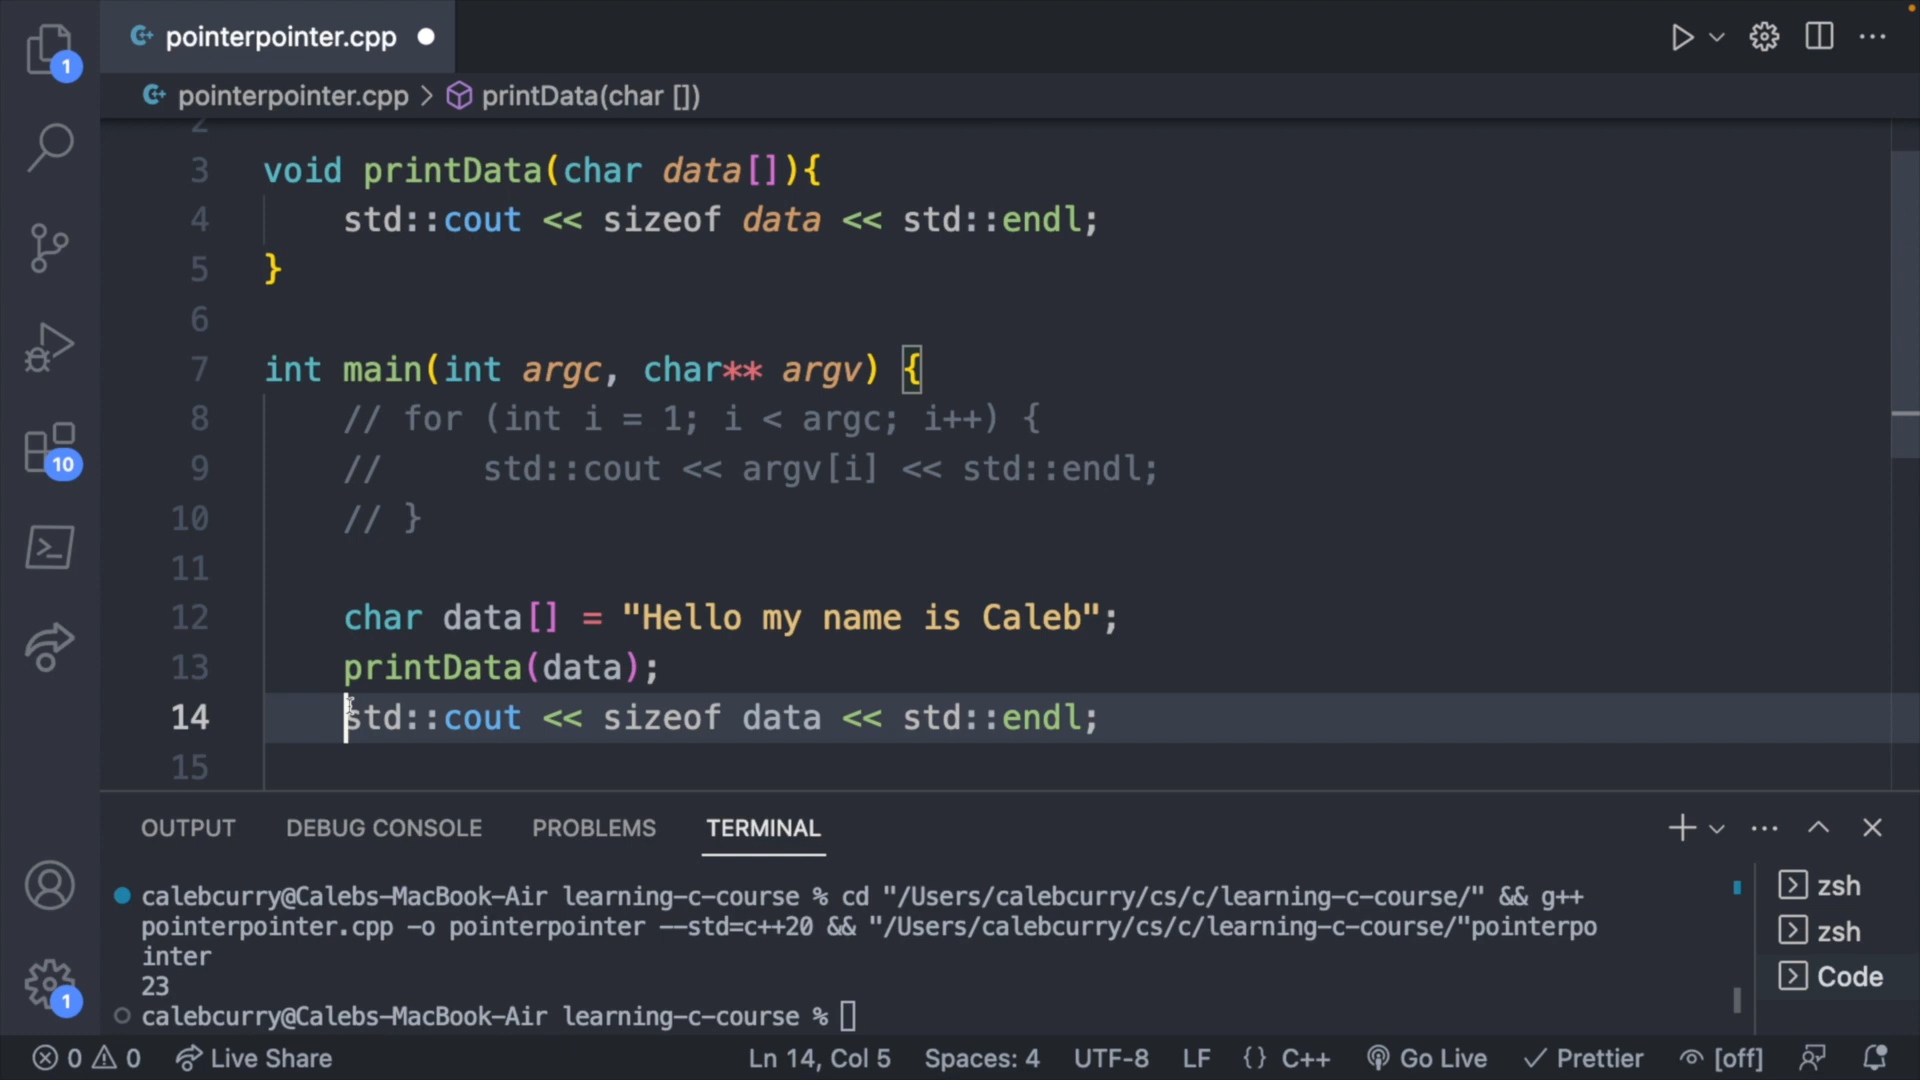 pointerpointer.cpp
pointerpointer.cpp > printData(char [])
1
10
1
2
3 void printData(char data[]){
4 std::cout << sizeof data << std::endl;
5 }
6
7 int main(int argc, char** argv) {
8 // for (int i = 1; i < argc; i++) {
9 //     std::cout << argv[i] << std::endl;
10 // }
11
12 char data[] = "Hello my name is Caleb";
13 printData(data);
14 std::cout << sizeof data << std::endl;
15
OUTPUT DEBUG CONSOLE PROBLEMS TERMINAL
calebcurry@Calebs-MacBook-Air learning-c-course % cd "/Users/calebcurry/cs/c/learning-c-course/" && g++
pointerpointer.cpp -o pointerpointer --std=c++20 && "/Users/calebcurry/cs/c/learning-c-course/"pointerpo
inter
23
calebcurry@Calebs-MacBook-Air learning-c-course %
zsh
zsh
Code
0 0 Live Share Ln 14, Col 5 Spaces: 4 UTF-8 LF {} C++ Go Live Prettier [off]